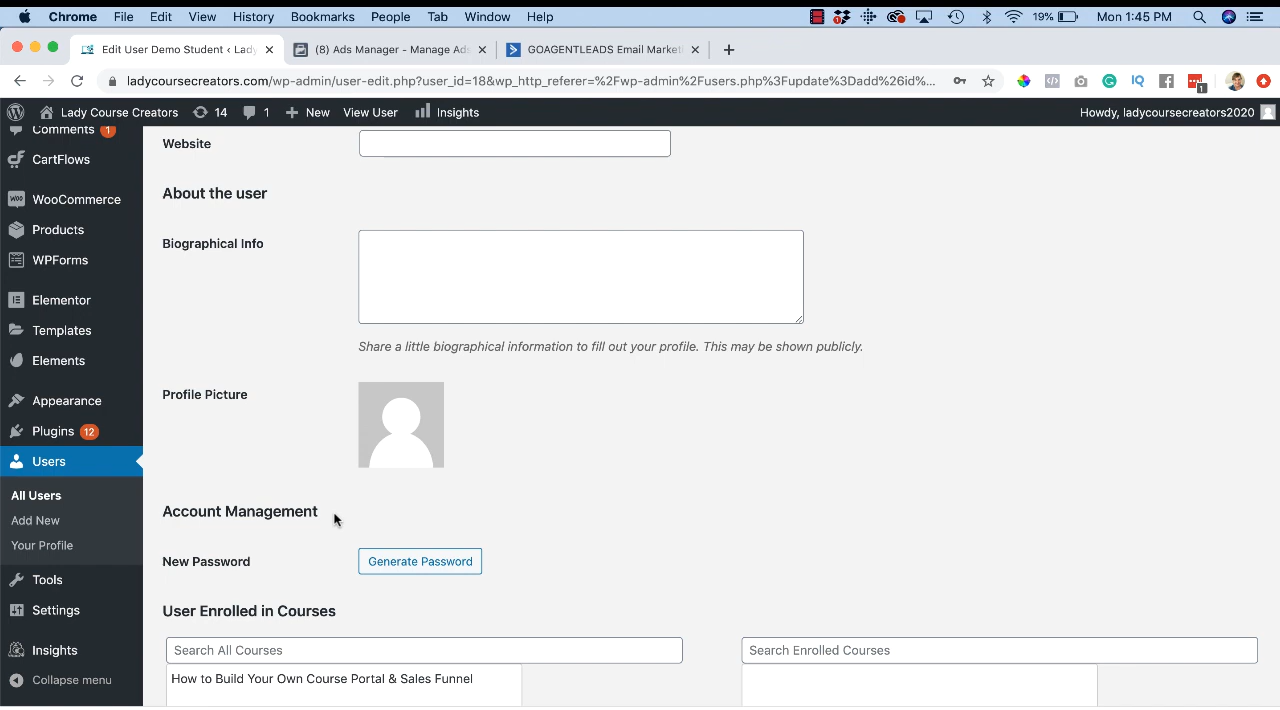 Chrome File Edit View History Bookmarks People Tab Window Help 1 19% Mon 1:45 PM
Edit User Demo Student ‹ Lady (8) Ads Manager - Manage Ads GOAGENTLEADS Email Marketi
ladycoursecreators.com/wp-admin/user-edit.php?user_id=18&wp_http_referer=%2Fwp-admin%2Fusers.php%3Fupdate%3Dadd%26id%... IQ 1
Lady Course Creators 14 1 New View User Insights Howdy, ladycoursecreators2020
Comments 1
CartFlows
WooCommerce
Products
WPForms
Elementor
Templates
Elements
Appearance
Plugins 12
Users
All Users
Add New
Your Profile
Tools
Settings
Insights
Collapse menu
Website
About the user
Biographical Info
Share a little biographical information to fill out your profile. This may be shown publicly.
Profile Picture
Account Management
New Password Generate Password
User Enrolled in Courses
Search All Courses Search Enrolled Courses
How to Build Your Own Course Portal & Sales Funnel